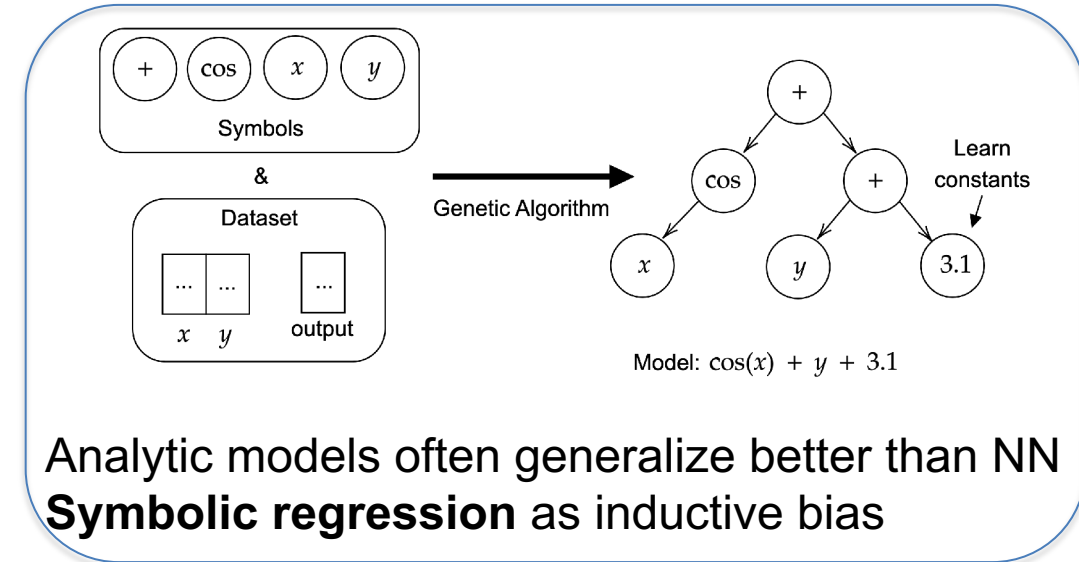 + cos x y
Symbols
&
Dataset
... ... ...
x y output
Genetic Algorithm
+
cos +
Learn
constants
x y 3.1
Model: cos(x) + y + 3.1
Analytic models often generalize better than NN
Symbolic regression as inductive bias